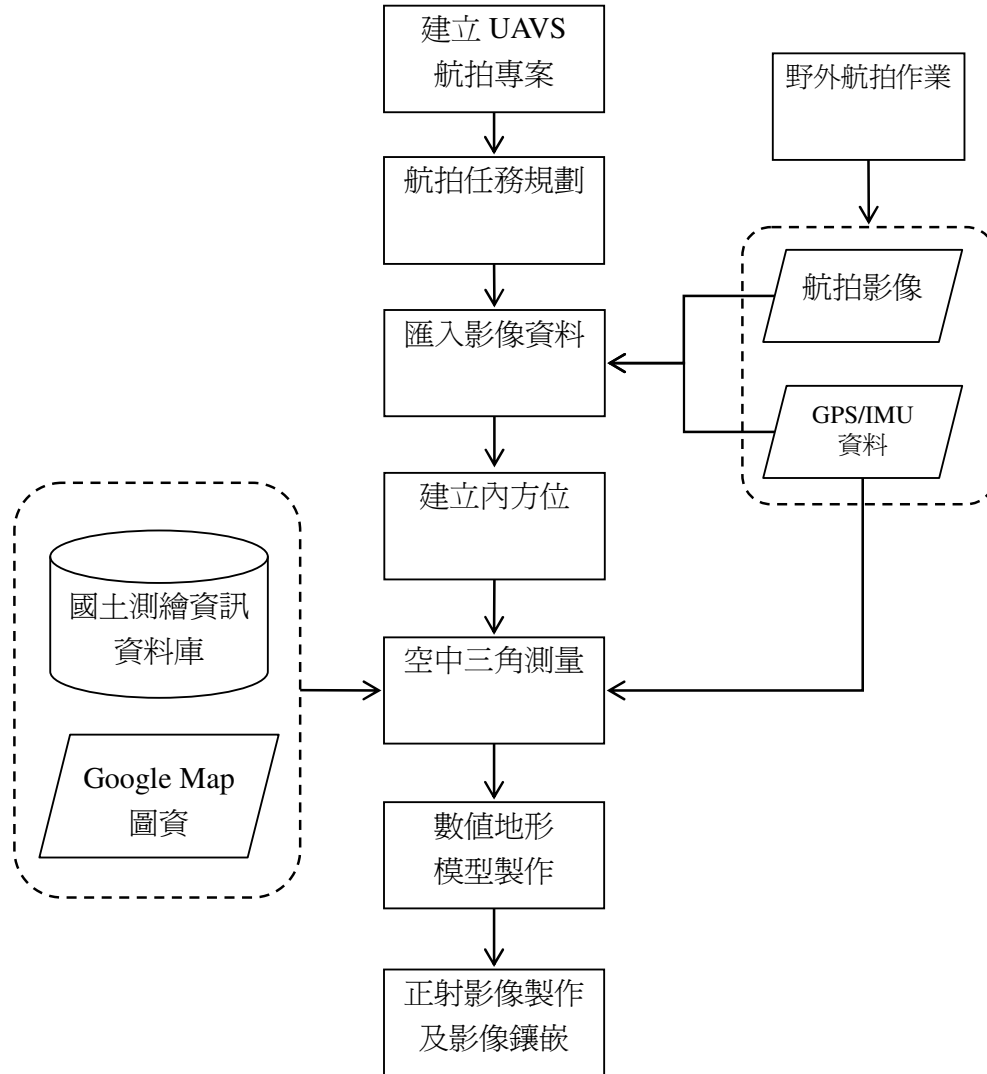 建立 UAVS
航拍專案
野外航拍作業
航拍任務規劃
航拍影像
匯入影像資料
GPS/IMU
資料
建立內方位
國土測繪資訊
資料庫
空中三角測量
Google Map
圖資
數值地形
模型製作
正射影像製作
及影像鑲嵌